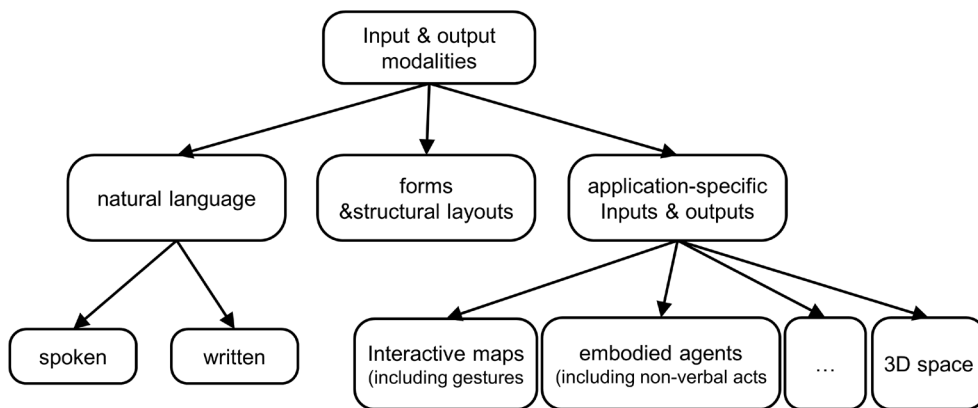 Input & output
modalities
natural language
forms
&structural layouts
application-specific
Inputs & outputs
spoken
written
Interactive maps
(including gestures
embodied agents
(including non-verbal acts
...
3D space